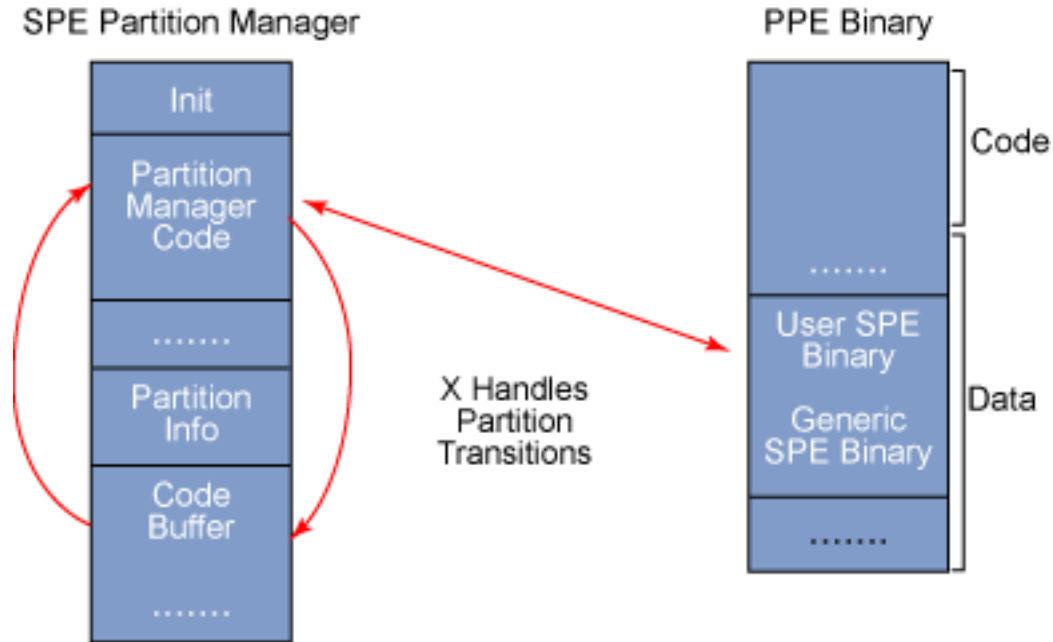 SPE Partition Manager
Init
Partition
Manager
Code
.......
Partition
Info
Code
Buffer
.......
X Handles
Partition
Transitions
PPE Binary
.......
User SPE
Binary
Generic
SPE Binary
.......
Code
Data